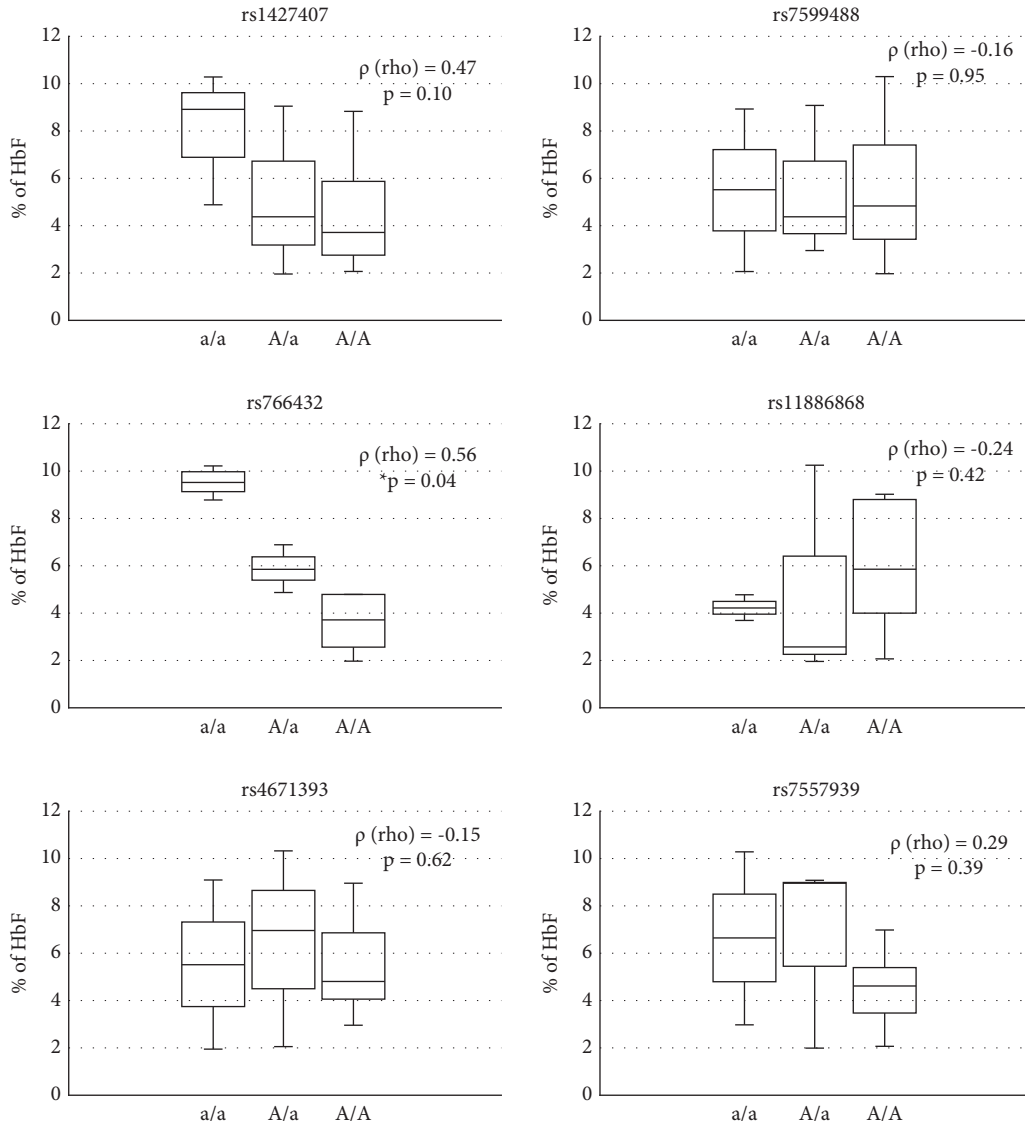 rs1427407
12
10
8
6
4
2
0
% of HbF
ρ (rho) = 0.47
p = 0.10
a/a A/a A/A
rs7599488
12
10
8
6
4
2
0
% of HbF
ρ (rho) = -0.16
p = 0.95
a/a A/a A/A
rs766432
12
10
8
6
4
2
0
% of HbF
ρ (rho) = 0.56
*p = 0.04
a/a A/a A/A
rs11886868
12
10
8
6
4
2
0
% of HbF
ρ (rho) = -0.24
p = 0.42
a/a A/a A/A
rs4671393
12
10
8
6
4
2
0
% of HbF
ρ (rho) = -0.15
p = 0.62
a/a A/a A/A
rs7557939
12
10
8
6
4
2
0
% of HbF
ρ (rho) = 0.29
p = 0.39
a/a A/a A/A